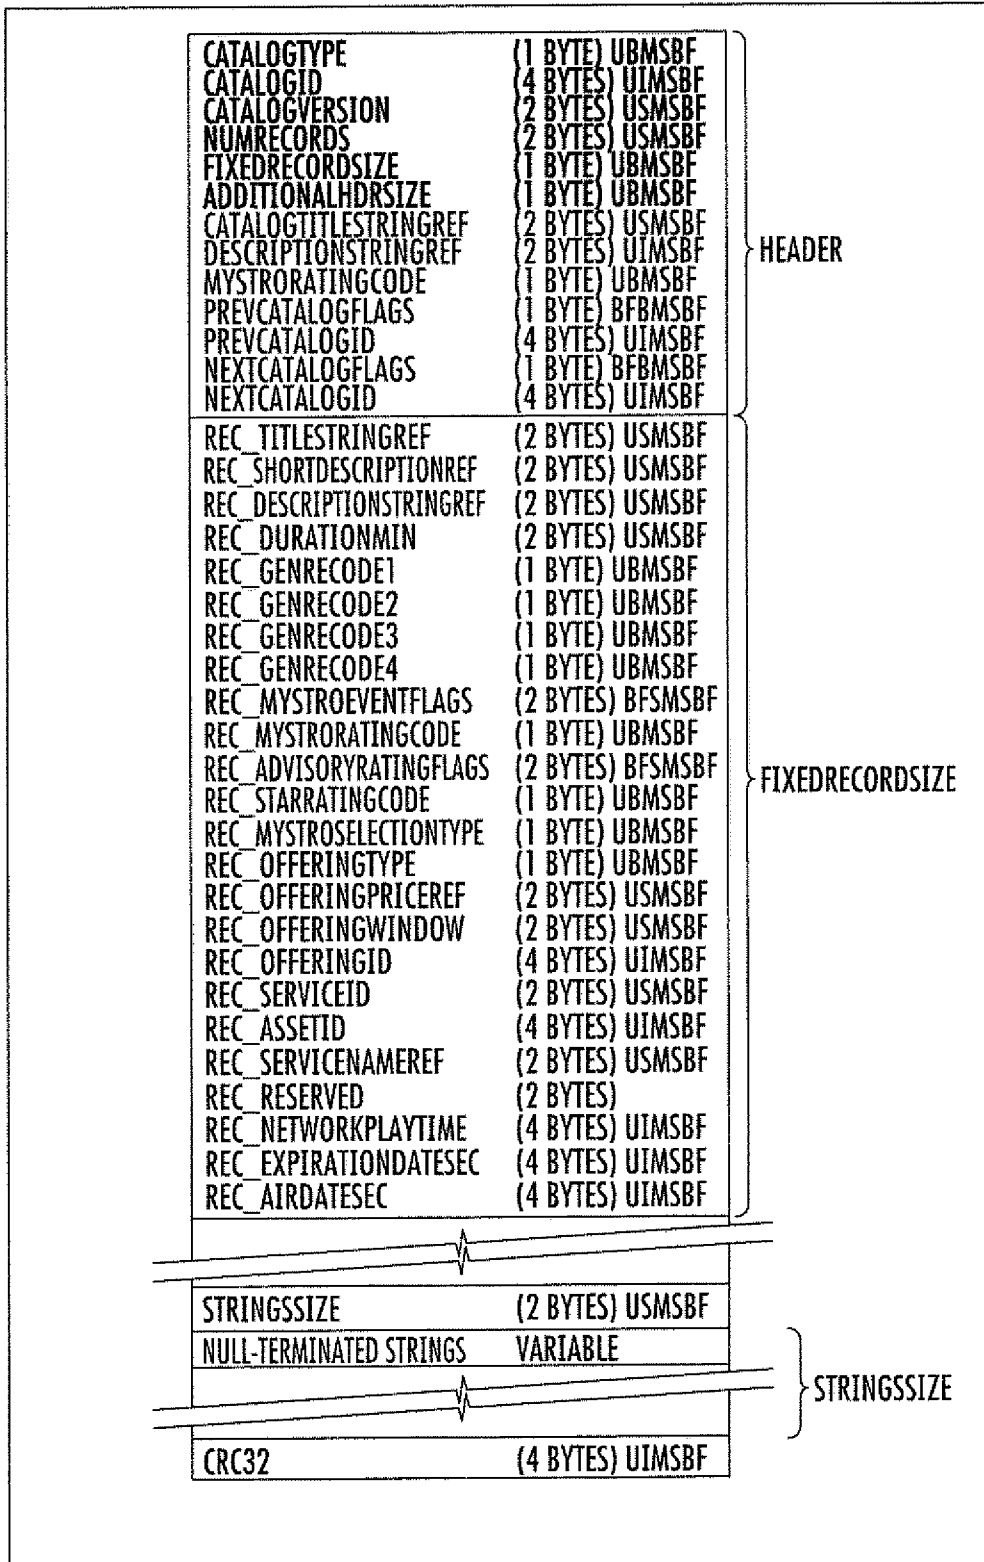 CATALOGTYPE (1 BYTE) UBMSBF
CATALOGID (4 BYTES) UIMSBF
CATALOGVERSION (2 BYTES) USMSBF
NUMRECORDS (2 BYTES) USMSBF
FIXEDRECORDSIZE (1 BYTE) UBMSBF
ADDITIONALHDRSIZE (1 BYTE) UBMSBF
CATALOGTITLESTRINGREF (2 BYTES) USMSBF
DESCRIPTIONSTRINGREF (2 BYTES) UIMSBF
MYSTRORATINGCODE (1 BYTE) UBMSBF
PREVCATALOGFLAGS (1 BYTE) BFBMSBF
PREVCATALOGID (4 BYTES) UIMSBF
NEXTCATALOGFLAGS (1 BYTE) BFBMSBF
NEXTCATALOGID (4 BYTES) UIMSBF
HEADER
REC_TITLESTRINGREF (2 BYTES) USMSBF
REC_SHORTDESCRIPTIONREF (2 BYTES) USMSBF
REC_DESCRIPTIONSTRINGREF (2 BYTES) USMSBF
REC_DURATIONMIN (2 BYTES) USMSBF
REC_GENRECODE1 (1 BYTE) UBMSBF
REC_GENRECODE2 (1 BYTE) UBMSBF
REC_GENRECODE3 (1 BYTE) UBMSBF
REC_GENRECODE4 (1 BYTE) UBMSBF
REC_MYSTROEVENTFLAGS (2 BYTES) BFSMSBF
REC_MYSTRORATINGCODE (1 BYTE) UBMSBF
REC_ADVISORYRATINGFLAGS (2 BYTES) BFSMSBF
REC_STARRATINGCODE (1 BYTE) UBMSBF
REC_MYSTROSELECTIONTYPE (1 BYTE) UBMSBF
REC_OFFERINGTYPE (1 BYTE) UBMSBF
REC_OFFERINGPRICEREF (2 BYTES) USMSBF
REC_OFFERINGWINDOW (2 BYTES) USMSBF
REC_OFFERINGID (4 BYTES) UIMSBF
REC_SERVICEID (2 BYTES) USMSBF
REC_ASSETID (4 BYTES) UIMSBF
REC_SERVICENAMEREF (2 BYTES) USMSBF
REC_RESERVED (2 BYTES)
REC_NETWORKPLAYTIME (4 BYTES) UIMSBF
REC_EXPIRATIONDATESEC (4 BYTES) UIMSBF
REC_AIRDATESEC (4 BYTES) UIMSBF
FIXEDRECORDSIZE
STRINGSSIZE (2 BYTES) USMSBF
NULL-TERMINATED STRINGS VARIABLE
STRINGSSIZE
CRC32 (4 BYTES) UIMSBF